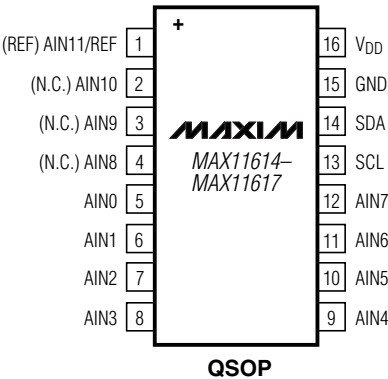 +
(REF) AIN11/REF 1 16 VDD
(N.C.) AIN10 2 15 GND
(N.C.) AIN9 3 14 SDA
(N.C.) AIN8 4 13 SCL
MAXIM
MAX11614–
MAX11617
AIN0 5 12 AIN7
AIN1 6 11 AIN6
AIN2 7 10 AIN5
AIN3 8 9 AIN4
QSOP